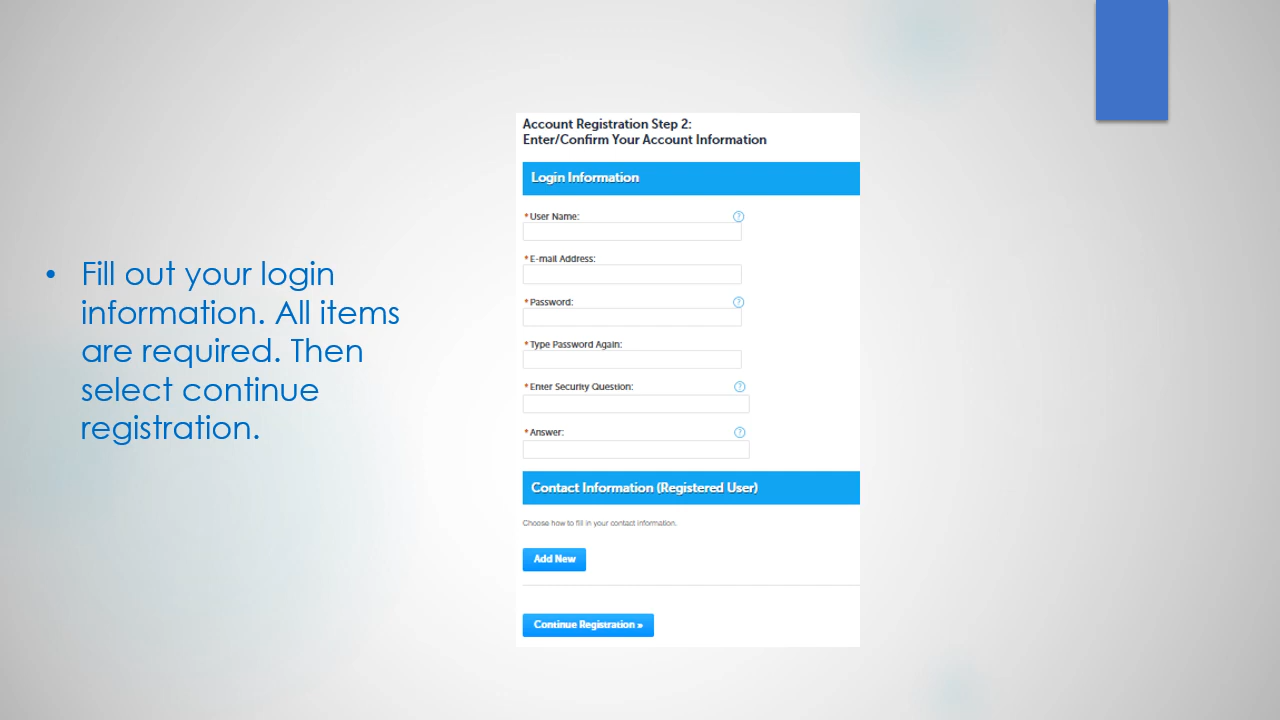 • Fill out your login
information. All items
are required. Then
select continue
registration.
Account Registration Step 2:
Enter/Confirm Your Account Information
Login Information
* User Name: ?
* E-mail Address:
* Password: ?
* Type Password Again:
* Enter Security Question: ?
* Answer: ?
Contact Information (Registered User)
Choose how to fill in your contact information.
Add New
Continue Registration »